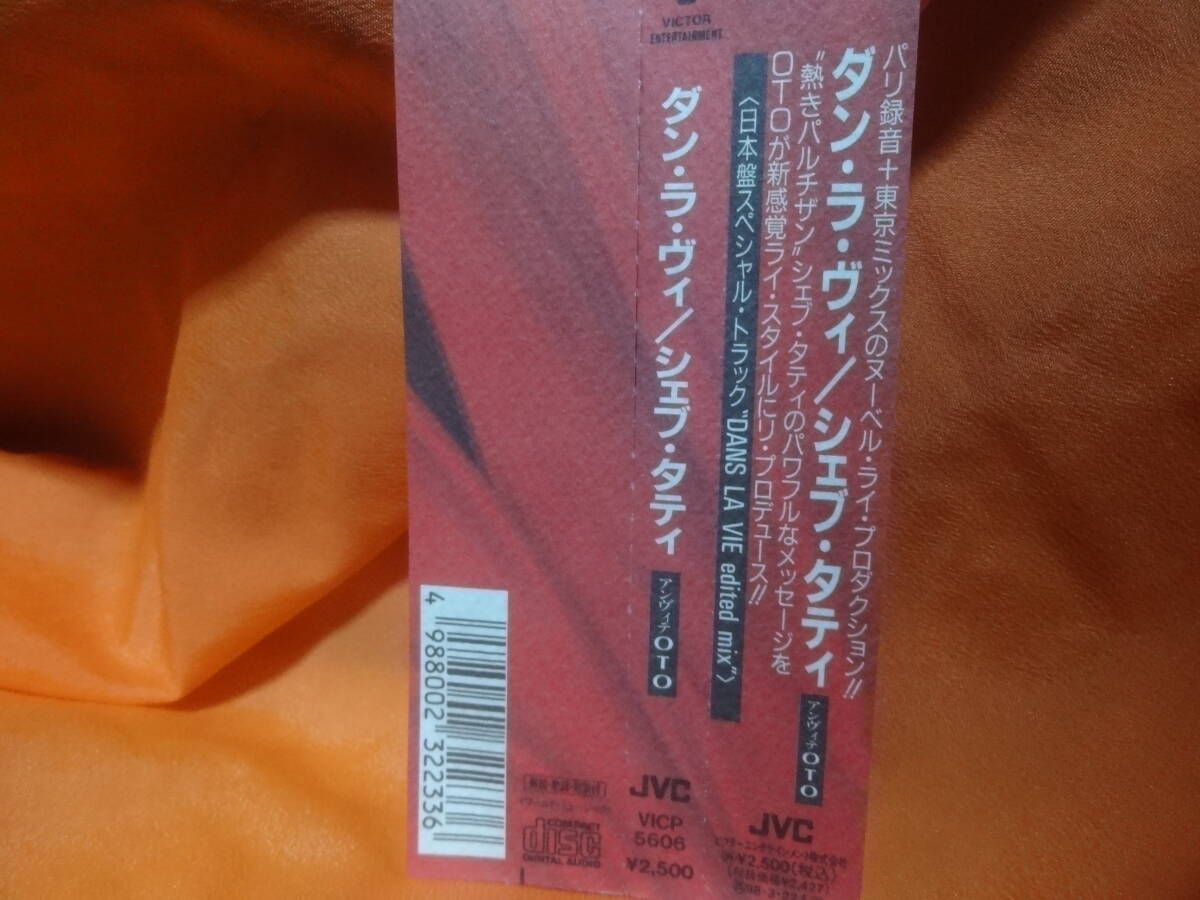 パリ録音＋東京ミックスのヌーベル・ライ・プロダクション!!
ダン・ラ・ヴィ／シェブ・タティ
アンヴィテOTO
"熱きパルチザン"シェブ・タティのパワフルなメッセージを
OTOが新感覚ライ・スタイルにリ・プロデュース!!
〈日本盤スペシャル・トラック"DANS LA VIE edited mix"〉
JVC
ビクターエンタテインメント株式会社
¥2,500(税込)
(税抜価格¥2,427)
VICTOR
ENTERTAINMENT
ダン・ラ・ヴィ／シェブ・タティ
アンヴィテOTO
JVC
VICP
5606
¥2,500
COMPACT
disc
DIGITAL AUDIO
4 988002 322336